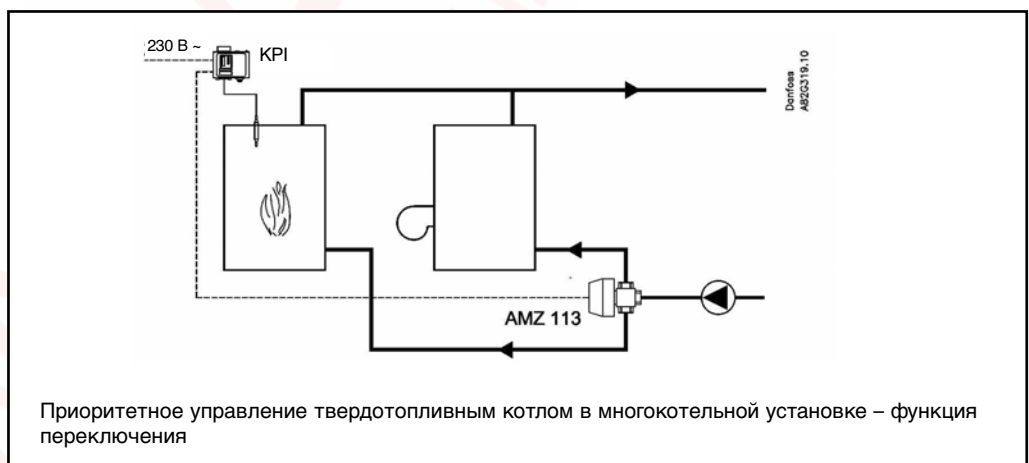 230 В ~
KPI
Danfoss
A82G319.10
AMZ 113
Приоритетное управление твердотопливным котлом в многокотельной установке – функция
переключения